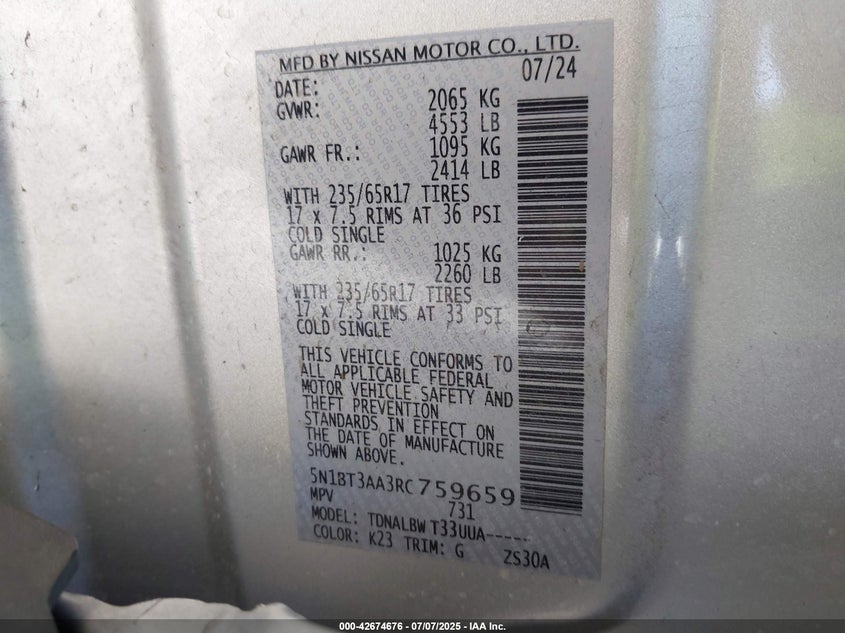 MFD BY NISSAN MOTOR CO., LTD.
DATE: 07/24
GVWR: 2065 KG
4553 LB
GAWR FR.: 1095 KG
2414 LB
WITH 235/65R17 TIRES
17 x 7.5 RIMS AT 36 PSI
COLD SINGLE
GAWR RR.: 1025 KG
2260 LB
WITH 235/65R17 TIRES
17 x 7.5 RIMS AT 33 PSI
COLD SINGLE
THIS VEHICLE CONFORMS TO
ALL APPLICABLE FEDERAL
MOTOR VEHICLE SAFETY AND
THEFT PREVENTION
STANDARDS IN EFFECT ON
THE DATE OF MANUFACTURE
SHOWN ABOVE.
5N1BT3AA3RC759659
MPV 731
MODEL: TDNALBW T33UUA-----
COLOR: K23 TRIM: G ZS30A
000-42674676 / 07/07/2025 - IAA Inc.